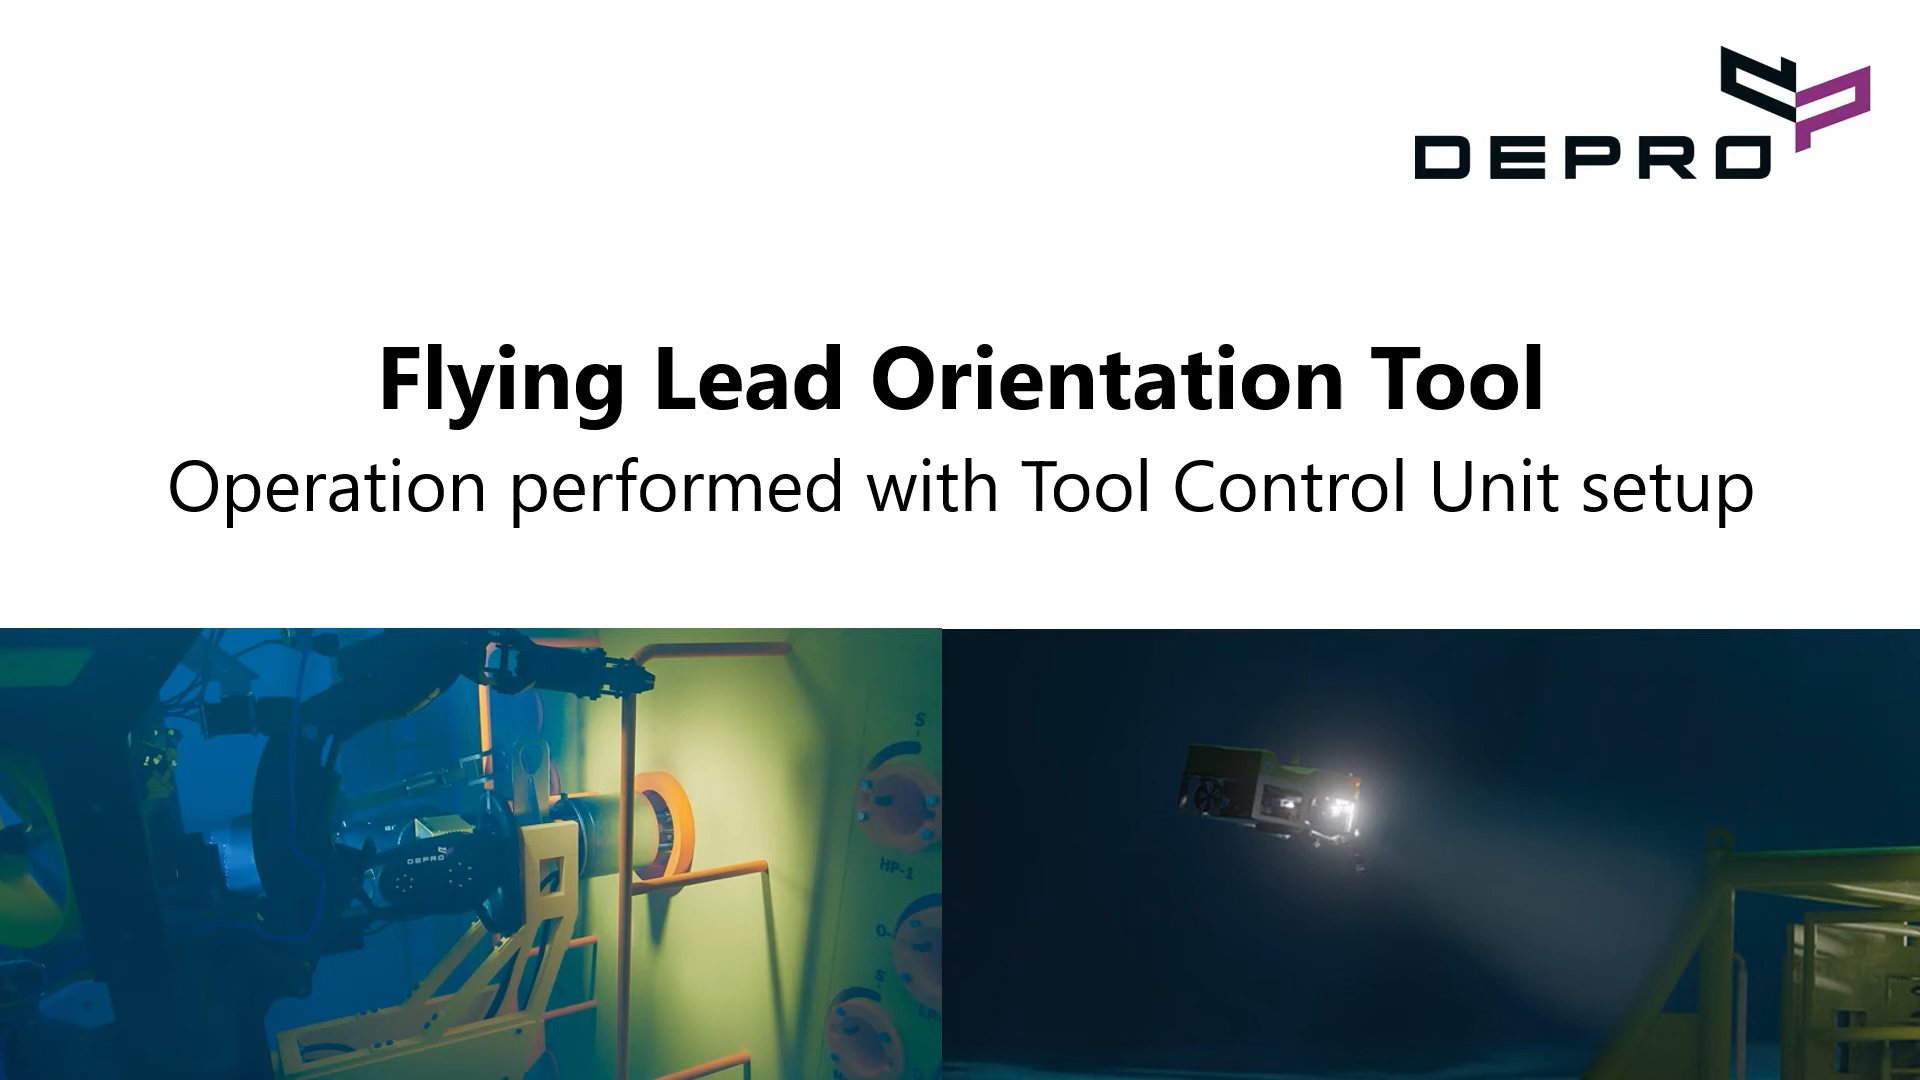 DEPRO
Flying Lead Orientation Tool
Operation performed with Tool Control Unit setup
S
HP-1
DEPRO
O
S